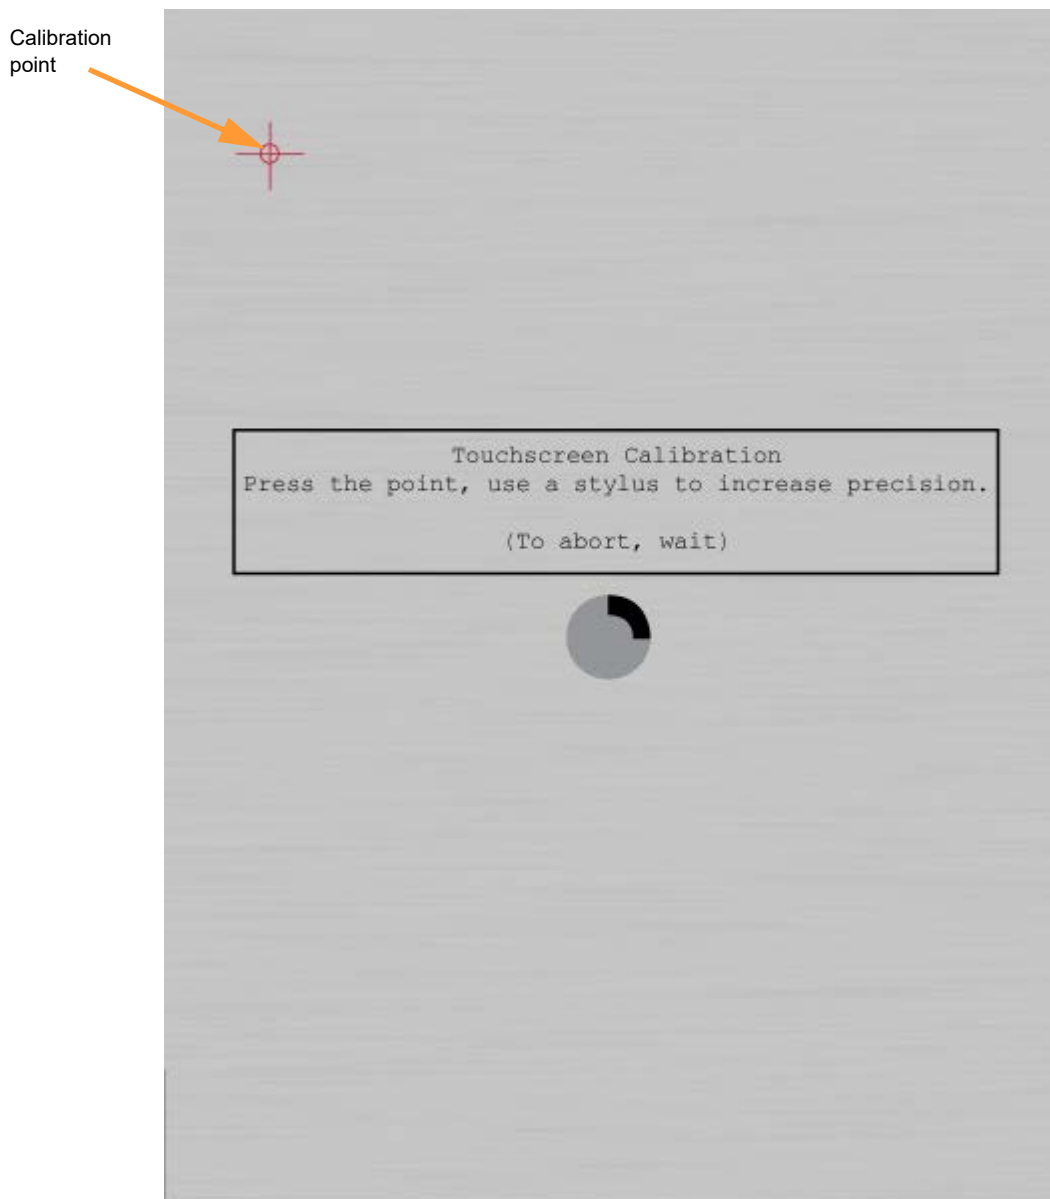 Calibration
point
Touchscreen Calibration
Press the point, use a stylus to increase precision.
(To abort, wait)